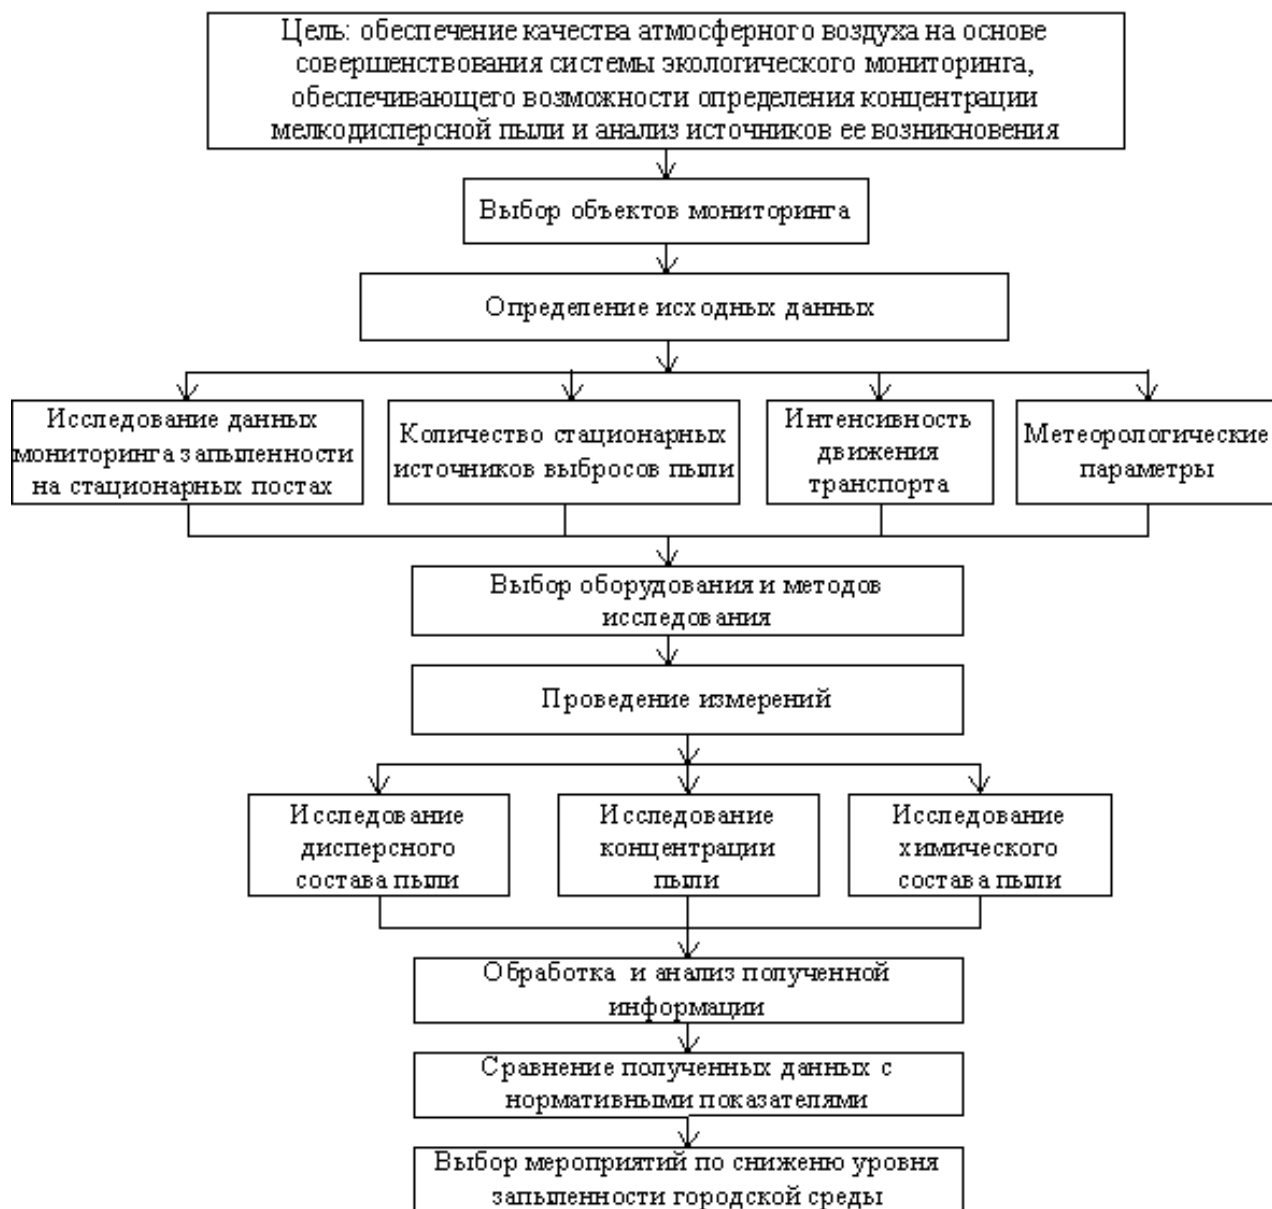 Цель: обеспечение качества атмосферного воздуха на основе
совершенствования системы экологического мониторинга,
обеспечивающего возможности определения концентрации
мелкодисперсной пыли и анализ источников ее возникновения
Выбор объектов мониторинга
Определение исходных данных
Исследование данных
мониторинга запыленности
на стационарных постах
Количество стационарных
источников выбросов пыли
Интенсивность
движения
транспорта
Метеорологические
параметры
Выбор оборудования и методов
исследования
Проведение измерений
Исследование
дисперсного
состава пыли
Исследование
концентрации
пыли
Исследование
химического
состава пыли
Обработка и анализ полученной
информации
Сравнение полученных данных с
нормативными показателями
Выбор мероприятий по снижению уровня
запыленности городской среды